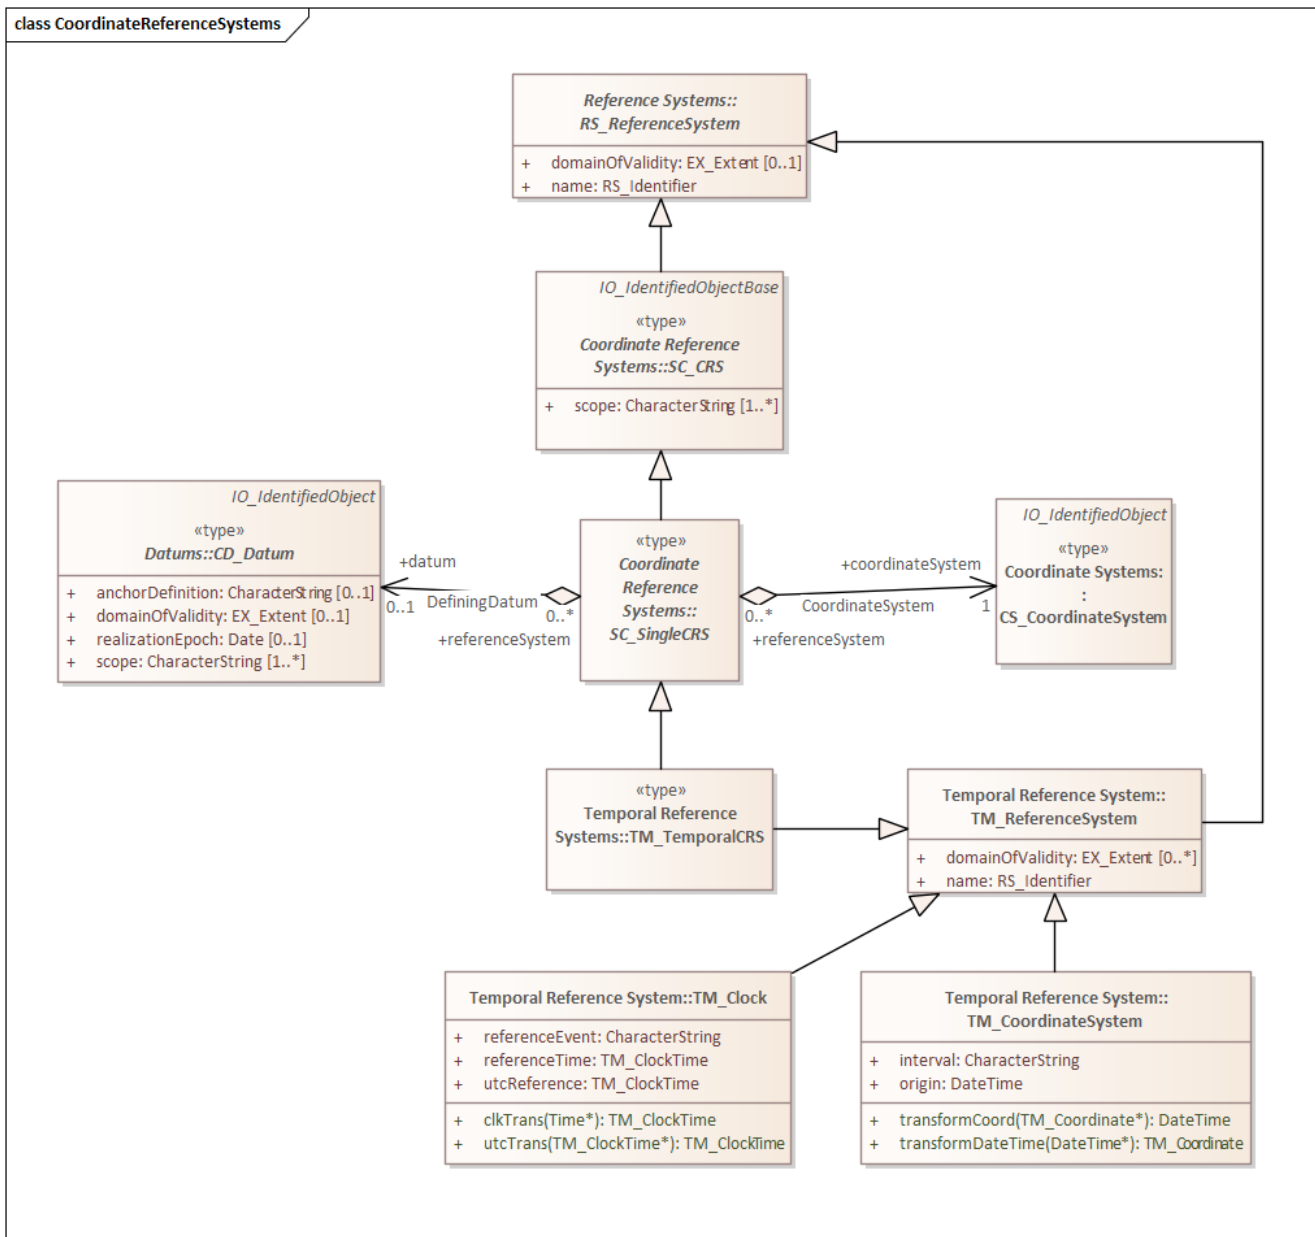 class CoordinateReferenceSystems
Reference Systems::
RS_ReferenceSystem
+ domainOfValidity: EX_Extent [0..1]
+ name: RS_Identifier
IO_IdentifiedObjectBase
«type»
Coordinate Reference
Systems::SC_CRS
+ scope: CharacterString [1..*]
IO_IdentifiedObject
«type»
Datums::CD_Datum
+ anchorDefinition: CharacterString [0..1]
+ domainOfValidity: EX_Extent [0..1]
+ realizationEpoch: Date [0..1]
+ scope: CharacterString [1..*]
+datum
0..1
DefiningDatum
0..*
+referenceSystem
«type»
Coordinate
Reference
Systems::
SC_SingleCRS
+coordinateSystem
0..*
CoordinateSystem
1
+referenceSystem
IO_IdentifiedObject
«type»
Coordinate Systems:
:
CS_CoordinateSystem
«type»
Temporal Reference
Systems::TM_TemporalCRS
Temporal Reference System::
TM_ReferenceSystem
+ domainOfValidity: EX_Extent [0..*]
+ name: RS_Identifier
Temporal Reference System::TM_Clock
+ referenceEvent: CharacterString
+ referenceTime: TM_ClockTime
+ utcReference: TM_ClockTime
+ clkTrans(Time*): TM_ClockTime
+ utcTrans(TM_ClockTime*): TM_ClockTime
Temporal Reference System::
TM_CoordinateSystem
+ interval: CharacterString
+ origin: DateTime
+ transformCoord(TM_Coordinate*): DateTime
+ transformDateTime(DateTime*): TM_Coordinate